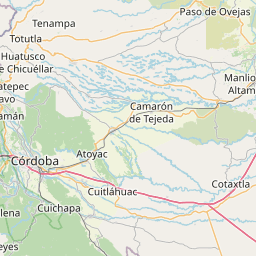 Paso de Ovejas
Tenampa
Totutla
Huatusco
de Chicuéllar
Manlio
Altam
atepec
avo
Camarón
de Tejeda
amán
Atoyac
Córdoba
Cuitláhuac
Cotaxtla
Cuichapa
lena
eyes